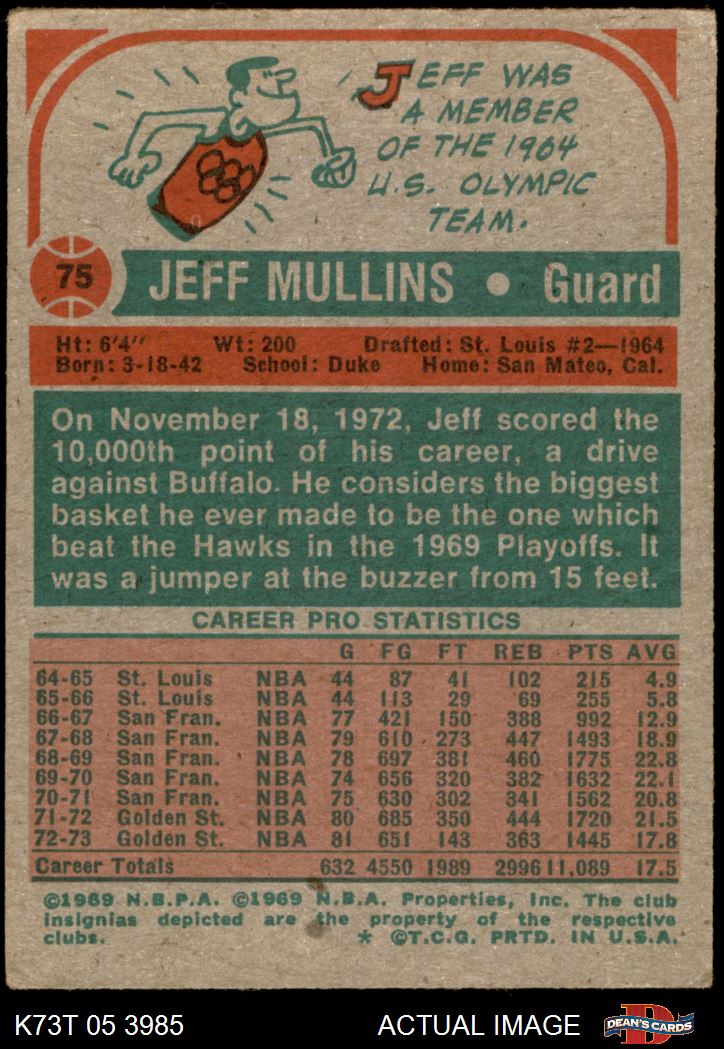 JEFF WAS
A MEMBER
OF THE 1964
U.S. OLYMPIC
TEAM.
75 JEFF MULLINS • Guard
Ht: 6'4" Wt: 200 Drafted: St. Louis #2—1964
Born: 3-18-42 School: Duke Home: San Mateo, Cal.
On November 18, 1972, Jeff scored the
10,000th point of his career, a drive
against Buffalo. He considers the biggest
basket he ever made to be the one which
beat the Hawks in the 1969 Playoffs. It
was a jumper at the buzzer from 15 feet.
CAREER PRO STATISTICS
G FG FT REB PTS AVG
64-65 St. Louis NBA 44 87 41 102 215 4.9
65-66 St. Louis NBA 44 113 29 69 255 5.8
66-67 San Fran. NBA 77 421 150 388 992 12.9
67-68 San Fran. NBA 79 610 273 447 1493 18.9
68-69 San Fran. NBA 78 697 381 460 1775 22.8
69-70 San Fran. NBA 74 656 320 382 1632 22.1
70-71 San Fran. NBA 75 630 302 341 1562 20.8
71-72 Golden St. NBA 80 685 350 444 1720 21.5
72-73 Golden St. NBA 81 651 143 363 1445 17.8
Career Totals 632 4550 1989 2996 11,089 17.5
©1969 N.B.P.A. ©1969 N.B.A. Properties, Inc. The club
insignias depicted are the property of the respective
clubs. * ©T.C.G. PRTD. IN U.S.A.
K73T 05 3985 ACTUAL IMAGE D DEAN'S CARDS